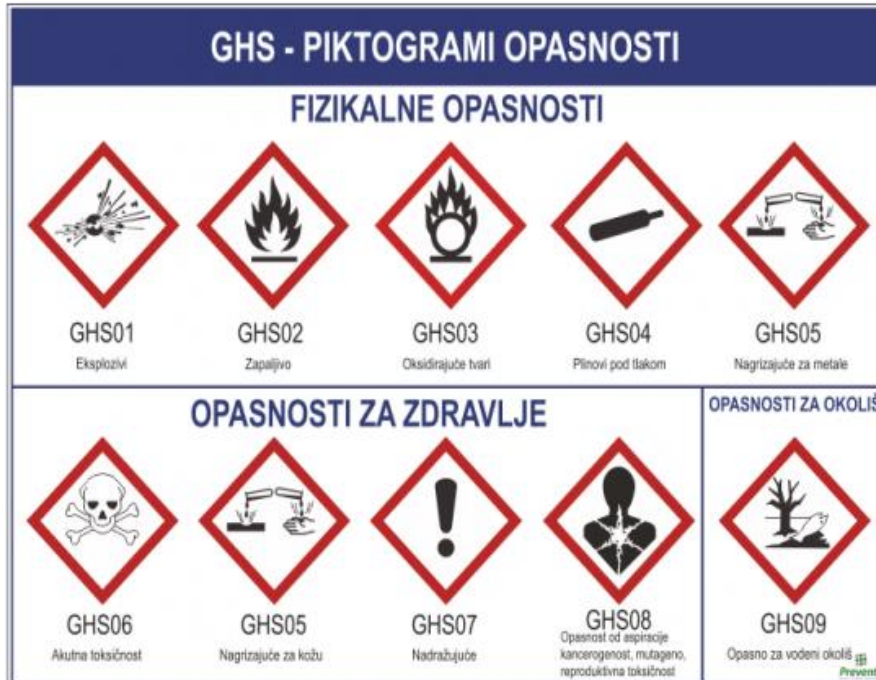 GHS - PIKTOGRAMI OPASNOSTI
FIZIKALNE OPASNOSTI
GHS01
Eksplozivi
GHS02
Zapaljivo
GHS03
Oksidirajuće tvari
GHS04
Plinovi pod tlakom
GHS05
Nagrizajuće za metale
OPASNOSTI ZA ZDRAVLJE
GHS06
Akutna toksičnost
GHS05
Nagrizajuće za kožu
GHS07
Nadražujuće
GHS08
Opasnost od aspiracije
kancerogenost, mutageno,
reproduktivna toksičnost
OPASNOSTI ZA OKOLIŠ
GHS09
Opasno za vodeni okoliš
Prevent